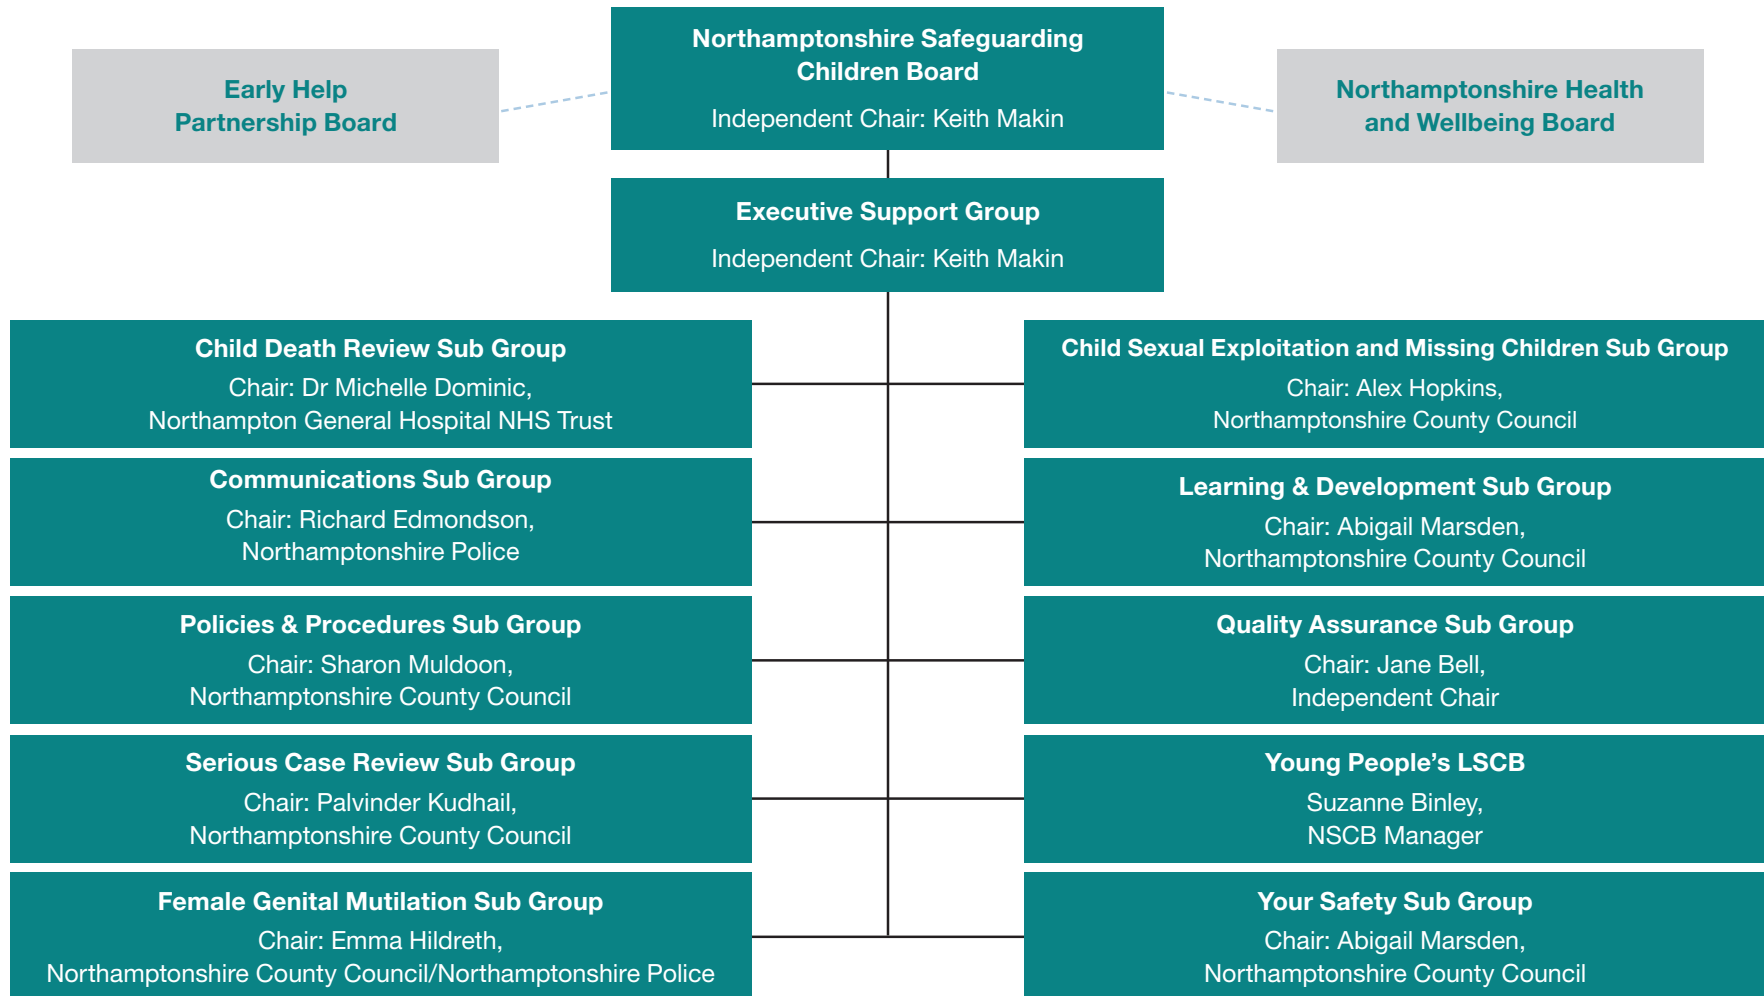 Northamptonshire Safeguarding
Children Board
Independent Chair: Keith Makin
Early Help
Partnership Board
Northamptonshire Health
and Wellbeing Board
Executive Support Group
Independent Chair: Keith Makin
Child Death Review Sub Group
Chair: Dr Michelle Dominic,
Northampton General Hospital NHS Trust
Child Sexual Exploitation and Missing Children Sub Group
Chair: Alex Hopkins,
Northamptonshire County Council
Communications Sub Group
Chair: Richard Edmondson,
Northamptonshire Police
Learning & Development Sub Group
Chair: Abigail Marsden,
Northamptonshire County Council
Policies & Procedures Sub Group
Chair: Sharon Muldoon,
Northamptonshire County Council
Quality Assurance Sub Group
Chair: Jane Bell,
Independent Chair
Serious Case Review Sub Group
Chair: Palvinder Kudhail,
Northamptonshire County Council
Young People's LSCB
Suzanne Binley,
NSCB Manager
Female Genital Mutilation Sub Group
Chair: Emma Hildreth,
Northamptonshire County Council/Northamptonshire Police
Your Safety Sub Group
Chair: Abigail Marsden,
Northamptonshire County Council